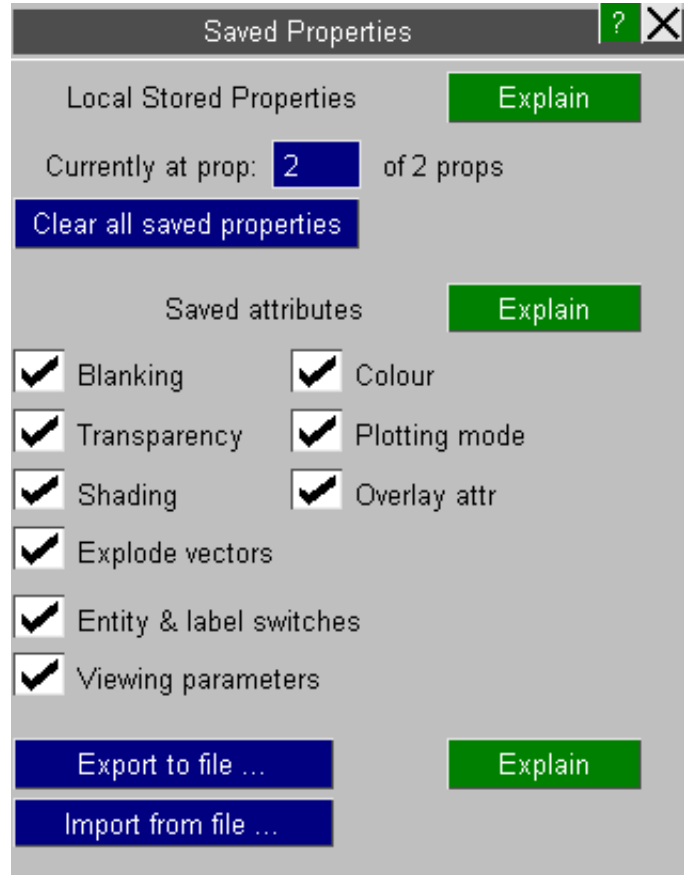 Saved Properties ?
Local Stored Properties Explain
Currently at prop: 2 of 2 props
Clear all saved properties
Saved attributes Explain
Blanking Colour
Transparency Plotting mode
Shading Overlay attr
Explode vectors
Entity & label switches
Viewing parameters
Export to file ... Explain
Import from file ...